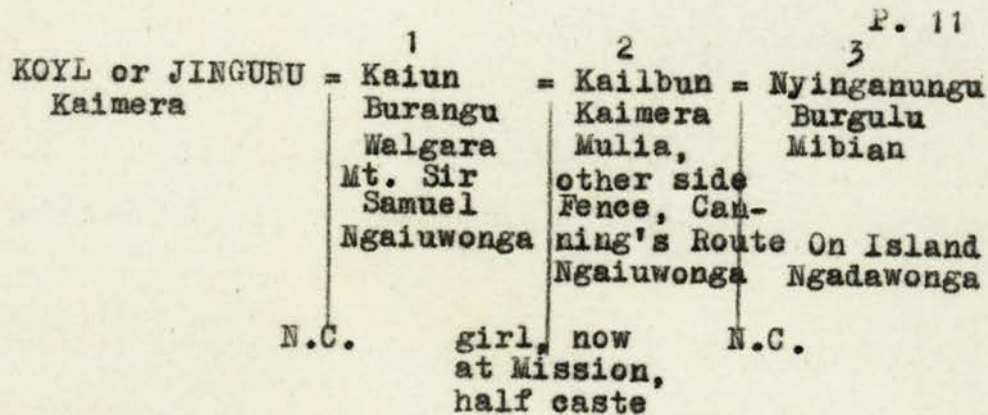 P. 11
1 2 3
KOYL or JINGURU = Kaiun = Kailbun = Nyinganungu
Kaimera Burangu Kaimera Burgulu
Walgara Mulia, Mibian
Mt. Sir other side
Samuel Fence, Can-
Ngaiuwonga ning's Route On Island
Ngaiuwonga Ngadawonga
N.C. girl, now N.C.
at Mission,
half caste